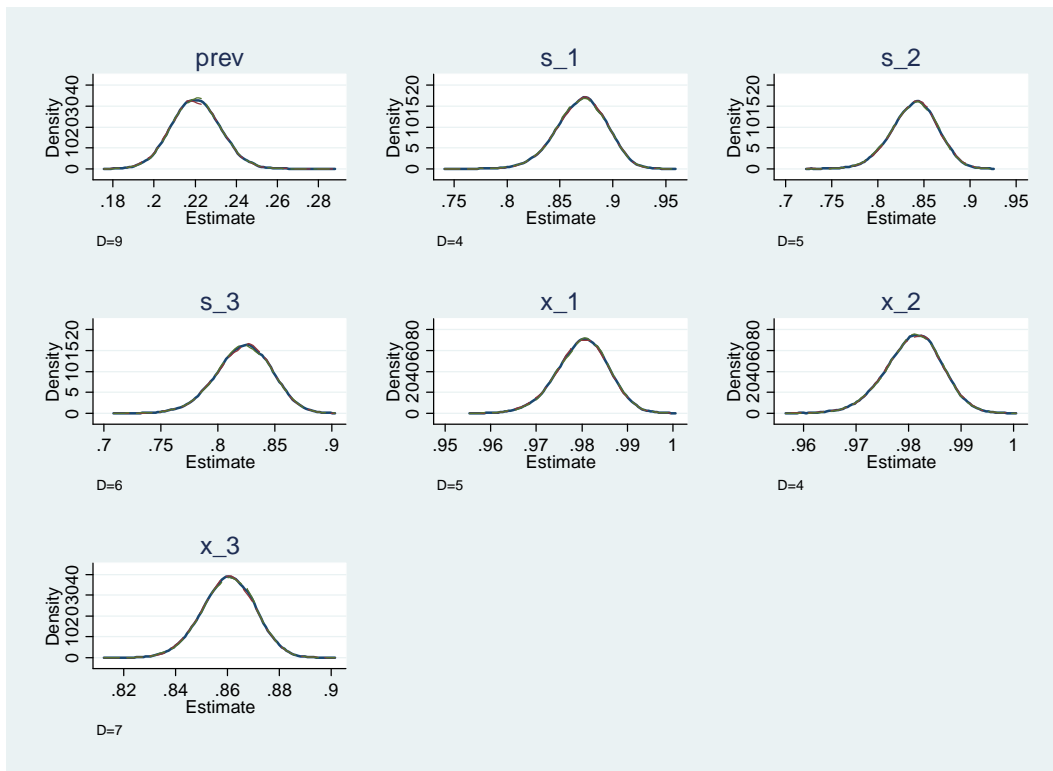 prev
Density
0 10203040
.18 .2 .22 .24 .26 .28
Estimate
D=9
s_1
Density
0 5 101520
.75 .8 .85 .9 .95
Estimate
D=4
s_2
Density
0 5 101520
.7 .75 .8 .85 .9 .95
Estimate
D=5
s_3
Density
0 5 101520
.7 .75 .8 .85 .9
Estimate
D=6
x_1
Density
0 20406080
.95 .96 .97 .98 .99 1
Estimate
D=5
x_2
Density
0 20406080
.96 .97 .98 .99 1
Estimate
D=4
x_3
Density
0 10203040
.82 .84 .86 .88 .9
Estimate
D=7